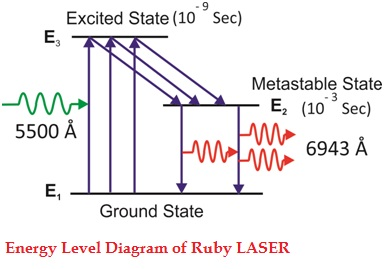 Excited State (10⁻⁹ Sec)
E₃
Metastable State
E₂ (10⁻³ Sec)
5500 Å
6943 Å
E₁
Ground State
Energy Level Diagram of Ruby LASER